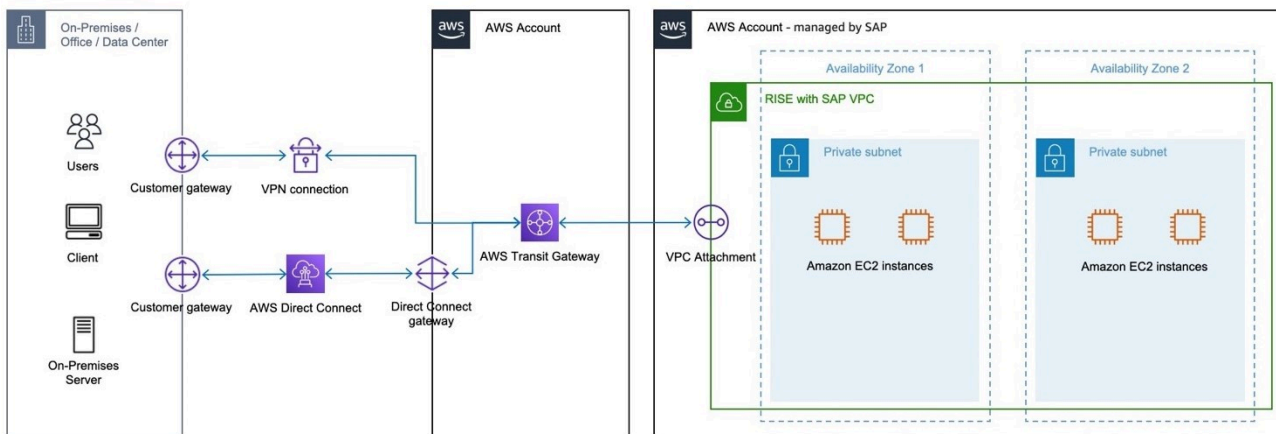 On-Premises /
Office / Data Center
aws
AWS Account
aws
AWS Account - managed by SAP
Availability Zone 1
Availability Zone 2
RISE with SAP VPC
Private subnet
Private subnet
Users
Customer gateway
VPN connection
Client
AWS Transit Gateway
VPC Attachment
Amazon EC2 instances
Amazon EC2 instances
Customer gateway
AWS Direct Connect
Direct Connect
gateway
On-Premises
Server